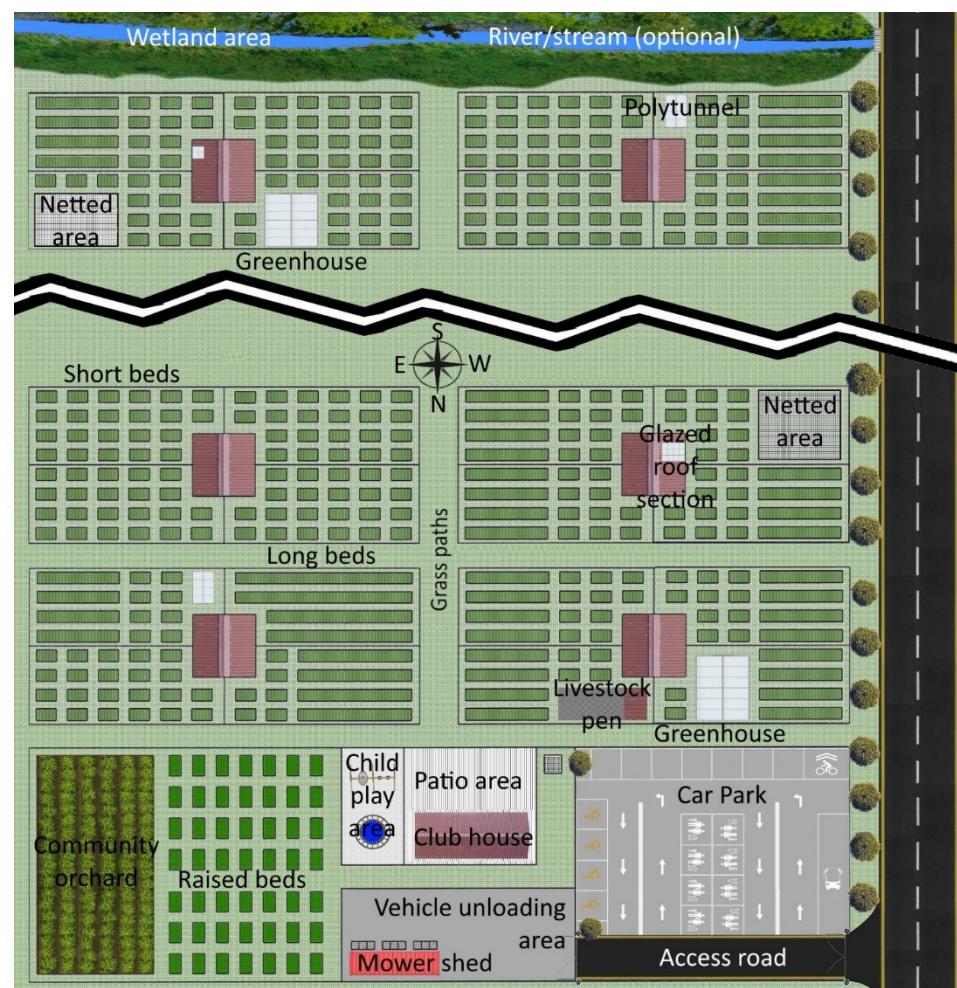 Wetland area
River/stream (optional)
Polytunnel
Netted
area
Greenhouse
S
E
W
N
Short beds
Netted
area
Glazed
roof
section
Long beds
Grass paths
Livestock
pen
Greenhouse
Child
play
area
Patio area
Club house
Car Park
Community
orchard
Raised beds
Vehicle unloading
area
Mower shed
Access road